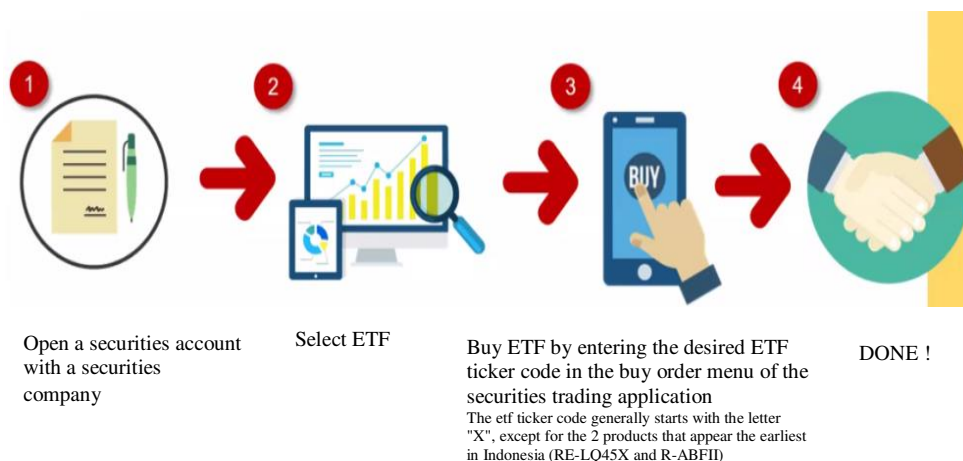 1
2
3
4
BUY
Open a securities account
with a securities
company
Select ETF
Buy ETF by entering the desired ETF
ticker code in the buy order menu of the
securities trading application
The etf ticker code generally starts with the letter
"X", except for the 2 products that appear the earliest
in Indonesia (RE-LQ45X and R-ABFII)
DONE !